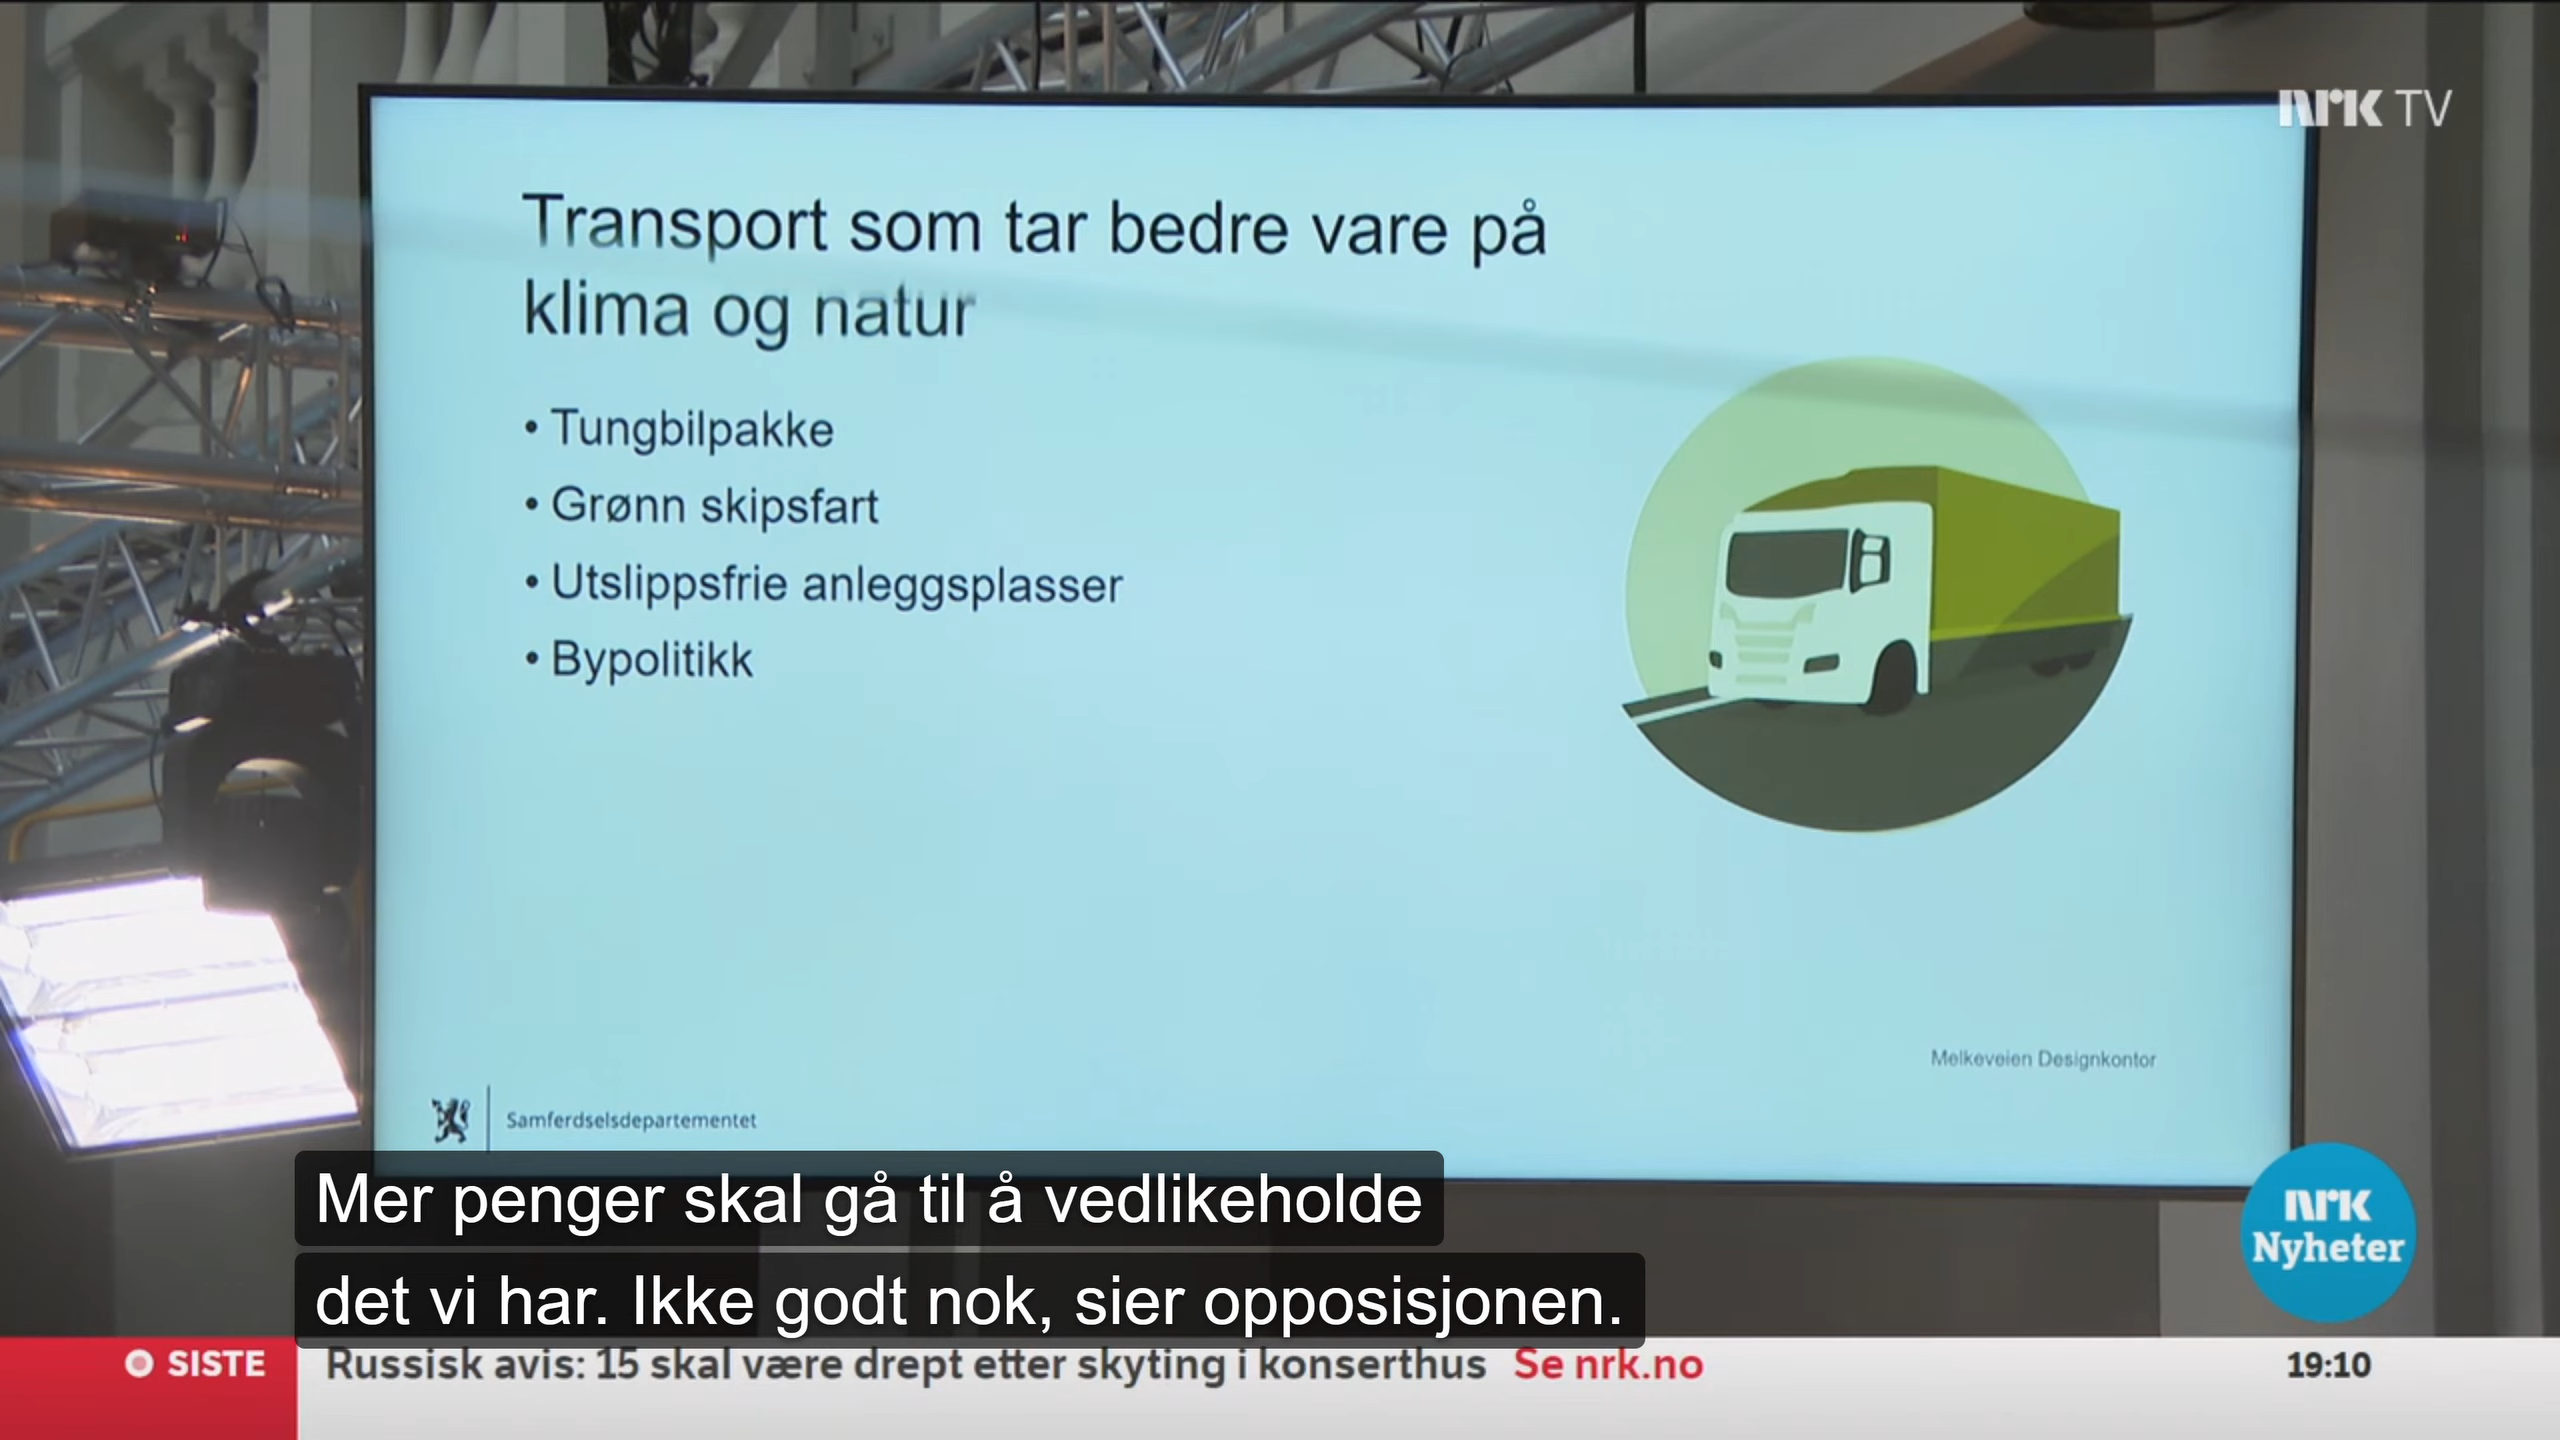 nrk TV
Transport som tar bedre vare på
klima og natur
• Tungbilpakke
• Grønn skipsfart
• Utslippsfrie anleggsplasser
• Bypolitikk
Melkeveien Designkontor
Samferdselsdepartementet
Mer penger skal gå til å vedlikeholde
det vi har. Ikke godt nok, sier opposisjonen.
nrk
Nyheter
SISTE
Russisk avis: 15 skal være drept etter skyting i konserthus Se nrk.no
19:10